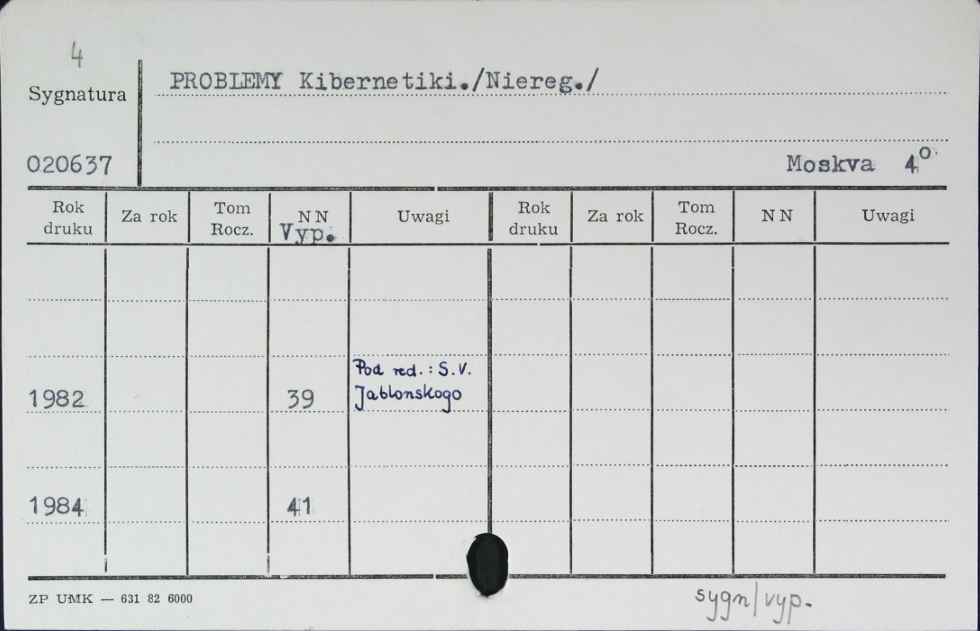 4
Sygnatura
PROBLEMY Kibernetiki./Niereg./
020637
Moskva 4°
Rok druku Za rok Tom Rocz. NN Vyp. Uwagi Rok druku Za rok Tom Rocz. NN Uwagi
Pod red.: S.V.
1982 39 Jablonskogo
1984 41
ZP UMK — 631 82 6000
sygn/vyp.